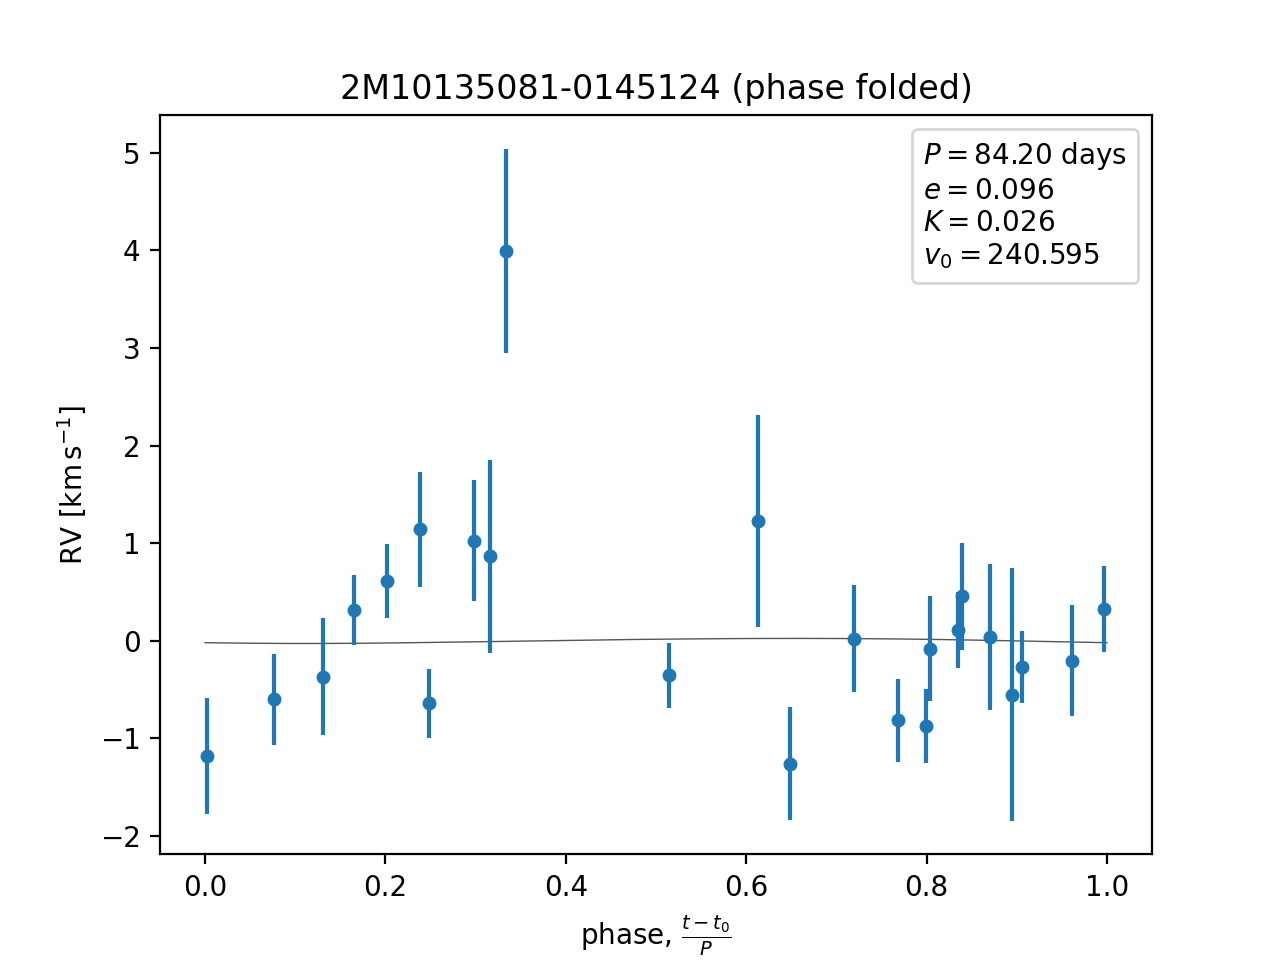 2M10135081-0145124 (phase folded)
P = 84.20 days
e = 0.096
K = 0.026
v₀ = 240.595
5
4
3
2
1
0
−1
−2
RV [km s⁻¹]
0.0 0.2 0.4 0.6 0.8 1.0
phase, (t − t₀)/P